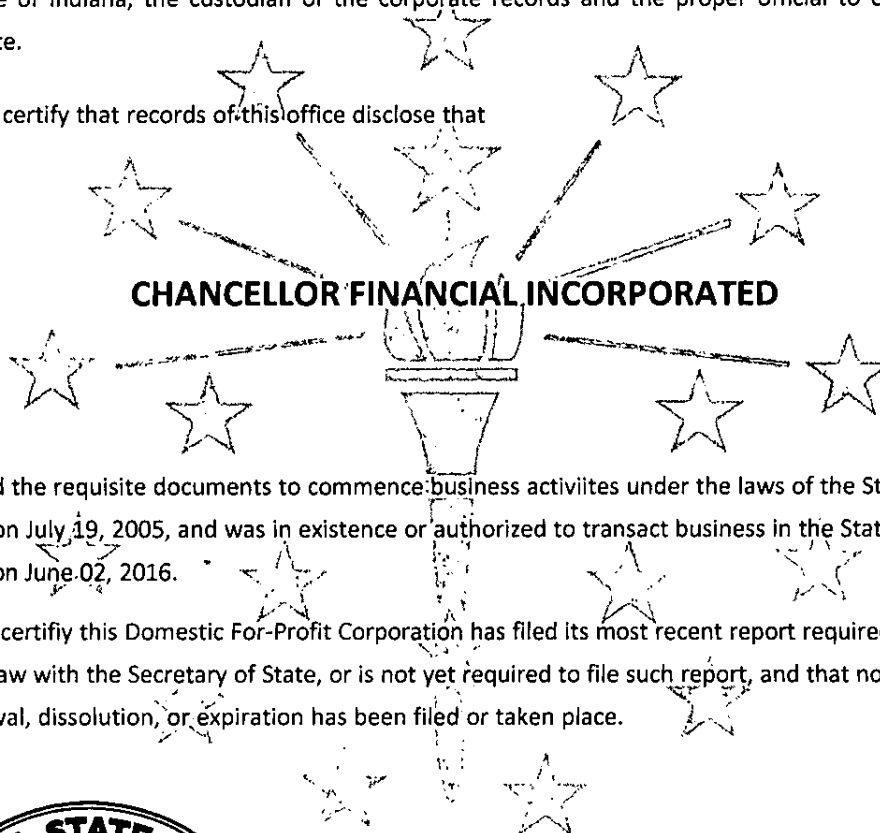 of Indiana, the custodian of the corporate records and the proper official to
te.
certify that records of this office disclose that
CHANCELLOR FINANCIAL INCORPORATED
d the requisite documents to commence business activiites under the laws of the St
on July 19, 2005, and was in existence or authorized to transact business in the Stat
on June 02, 2016.
certifiy this Domestic For-Profit Corporation has filed its most recent report require
aw with the Secretary of State, or is not yet required to file such report, and that no
val, dissolution, or expiration has been filed or taken place.
STATE